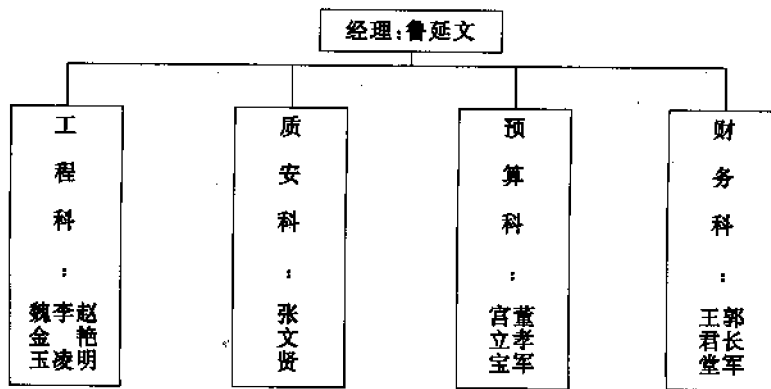 经理:鲁延文
工程科:
赵艳明
李凌
魏金玉
质安科:
张文贤
预算科:
董孝军
宫立宝
财务科:
郭长军
王君堂